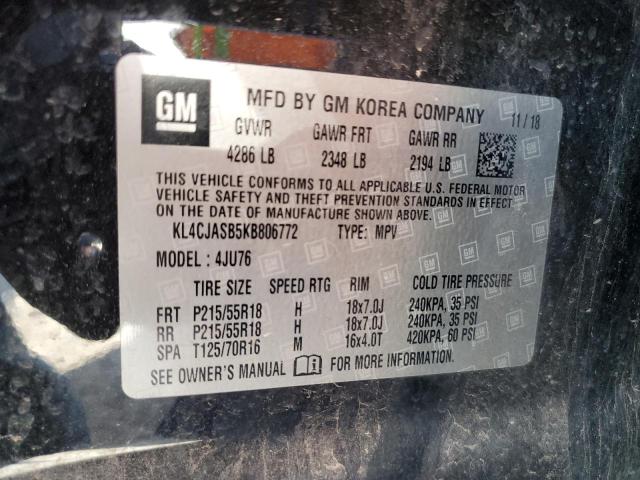 GM MFD BY GM KOREA COMPANY 11/18
GVWR GAWR FRT GAWR RR
4286 LB 2348 LB 2194 LB
THIS VEHICLE CONFORMS TO ALL APPLICABLE U.S. FEDERAL MOTOR
VEHICLE SAFETY AND THEFT PREVENTION STANDARDS IN EFFECT ON
THE DATE OF MANUFACTURE SHOWN ABOVE.
KL4CJASB5KB806772 TYPE: MPV
MODEL: 4JU76
TIRE SIZE SPEED RTG RIM COLD TIRE PRESSURE
FRT P215/55R18 H 18x7.0J 240KPA, 35 PSI
RR P215/55R18 H 18x7.0J 240KPA, 35 PSI
SPA T125/70R16 M 16x4.0T 420KPA, 60 PSI
SEE OWNER'S MANUAL FOR MORE INFORMATION.